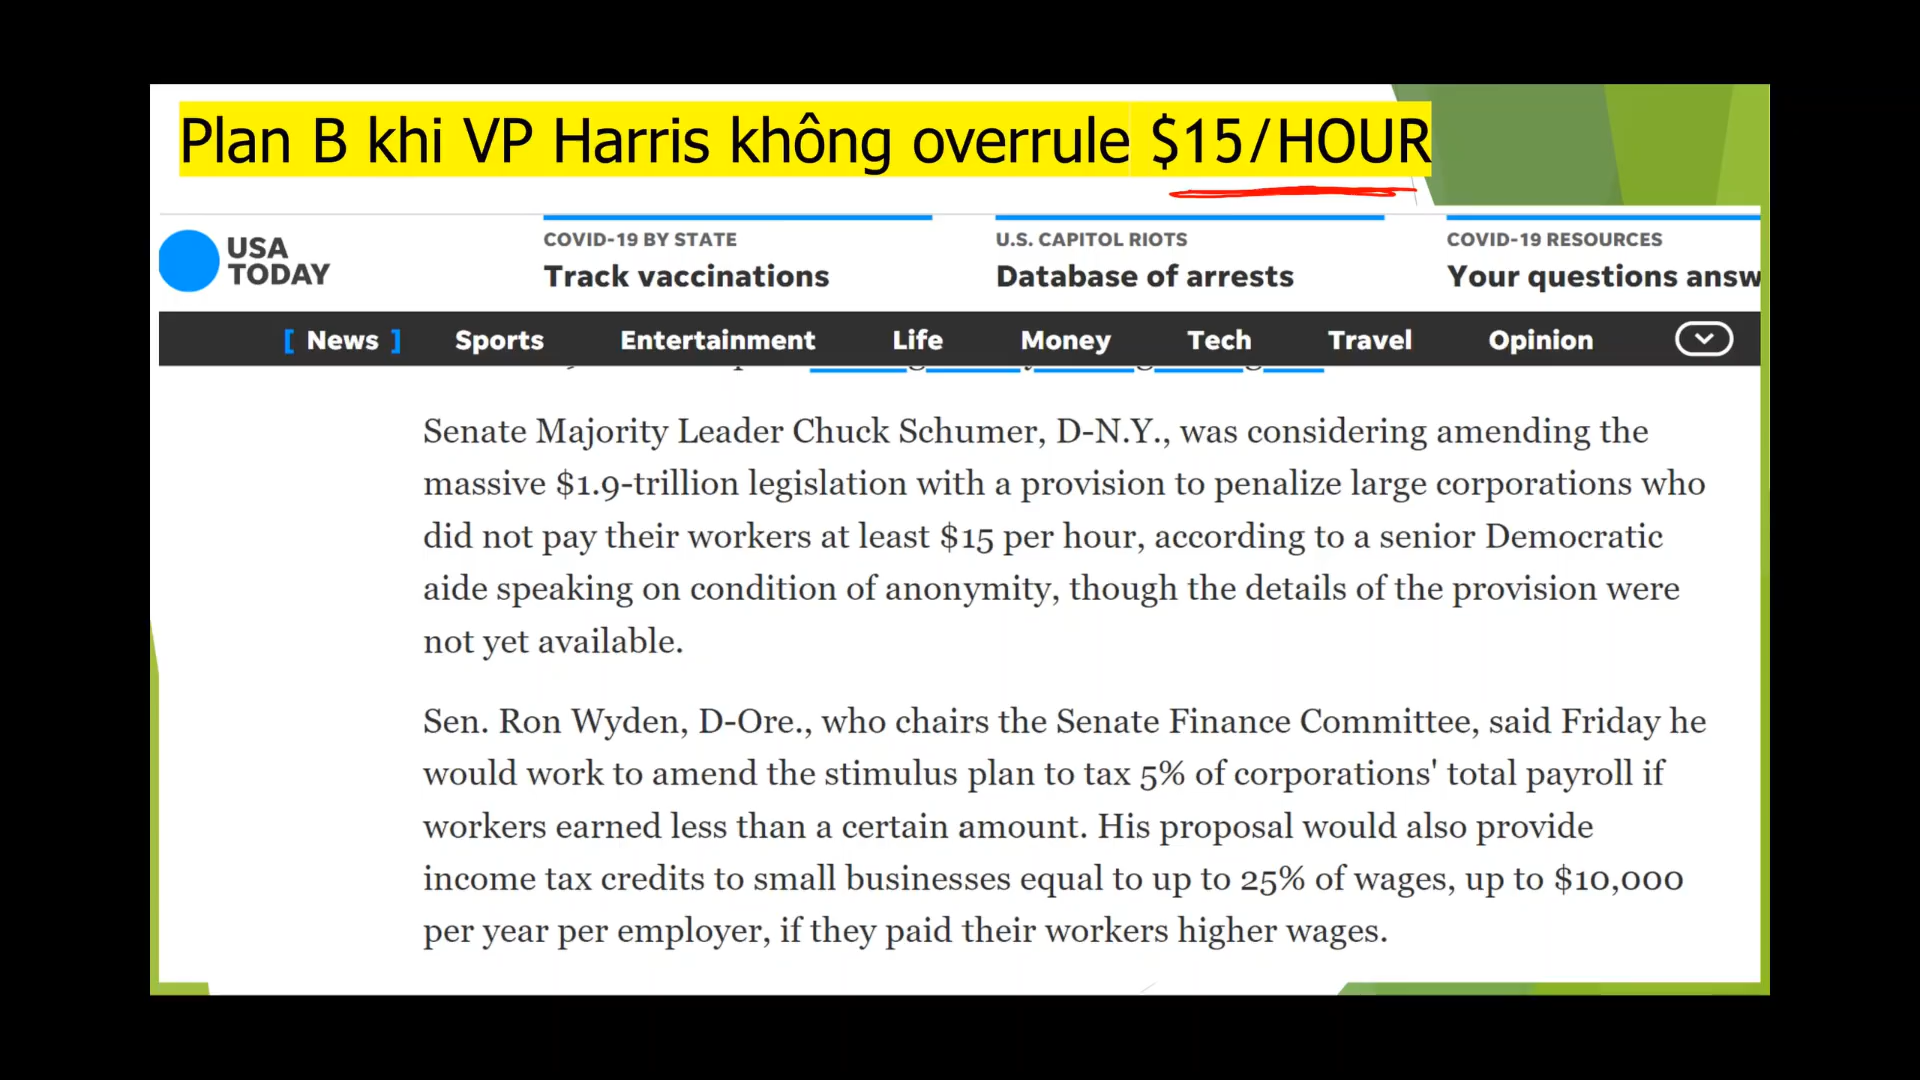 Plan B khi VP Harris không overrule $15/HOUR
USA
TODAY
COVID-19 BY STATE
Track vaccinations
U.S. CAPITOL RIOTS
Database of arrests
COVID-19 RESOURCES
Your questions answ
[ News ] Sports Entertainment Life Money Tech Travel Opinion
Senate Majority Leader Chuck Schumer, D-N.Y., was considering amending the
massive $1.9-trillion legislation with a provision to penalize large corporations who
did not pay their workers at least $15 per hour, according to a senior Democratic
aide speaking on condition of anonymity, though the details of the provision were
not yet available.
Sen. Ron Wyden, D-Ore., who chairs the Senate Finance Committee, said Friday he
would work to amend the stimulus plan to tax 5% of corporations' total payroll if
workers earned less than a certain amount. His proposal would also provide
income tax credits to small businesses equal to up to 25% of wages, up to $10,000
per year per employer, if they paid their workers higher wages.